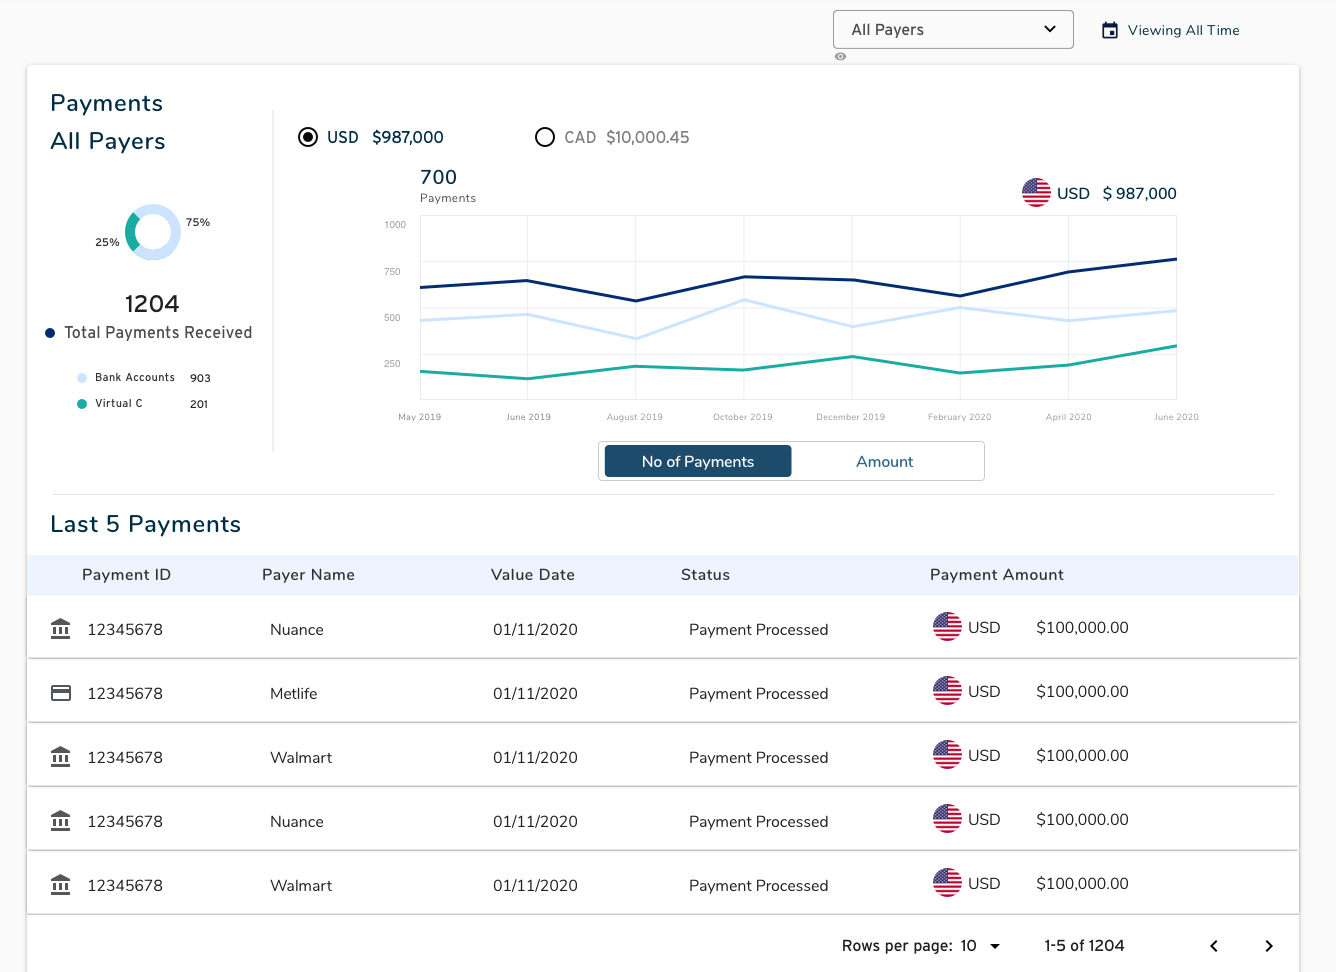 All Payers
Viewing All Time
Payments
All Payers
USD $987,000
CAD $10,000.45
700
Payments
USD $ 987,000
75%
25%
1204
Total Payments Received
Bank Accounts 903
Virtual C 201
1000
750
500
250
May 2019 June 2019 August 2019 October 2019 December 2019 February 2020 April 2020 June 2020
No of Payments Amount
Last 5 Payments
Payment ID Payer Name Value Date Status Payment Amount
12345678 Nuance 01/11/2020 Payment Processed USD $100,000.00
12345678 Metlife 01/11/2020 Payment Processed USD $100,000.00
12345678 Walmart 01/11/2020 Payment Processed USD $100,000.00
12345678 Nuance 01/11/2020 Payment Processed USD $100,000.00
12345678 Walmart 01/11/2020 Payment Processed USD $100,000.00
Rows per page: 10 1-5 of 1204